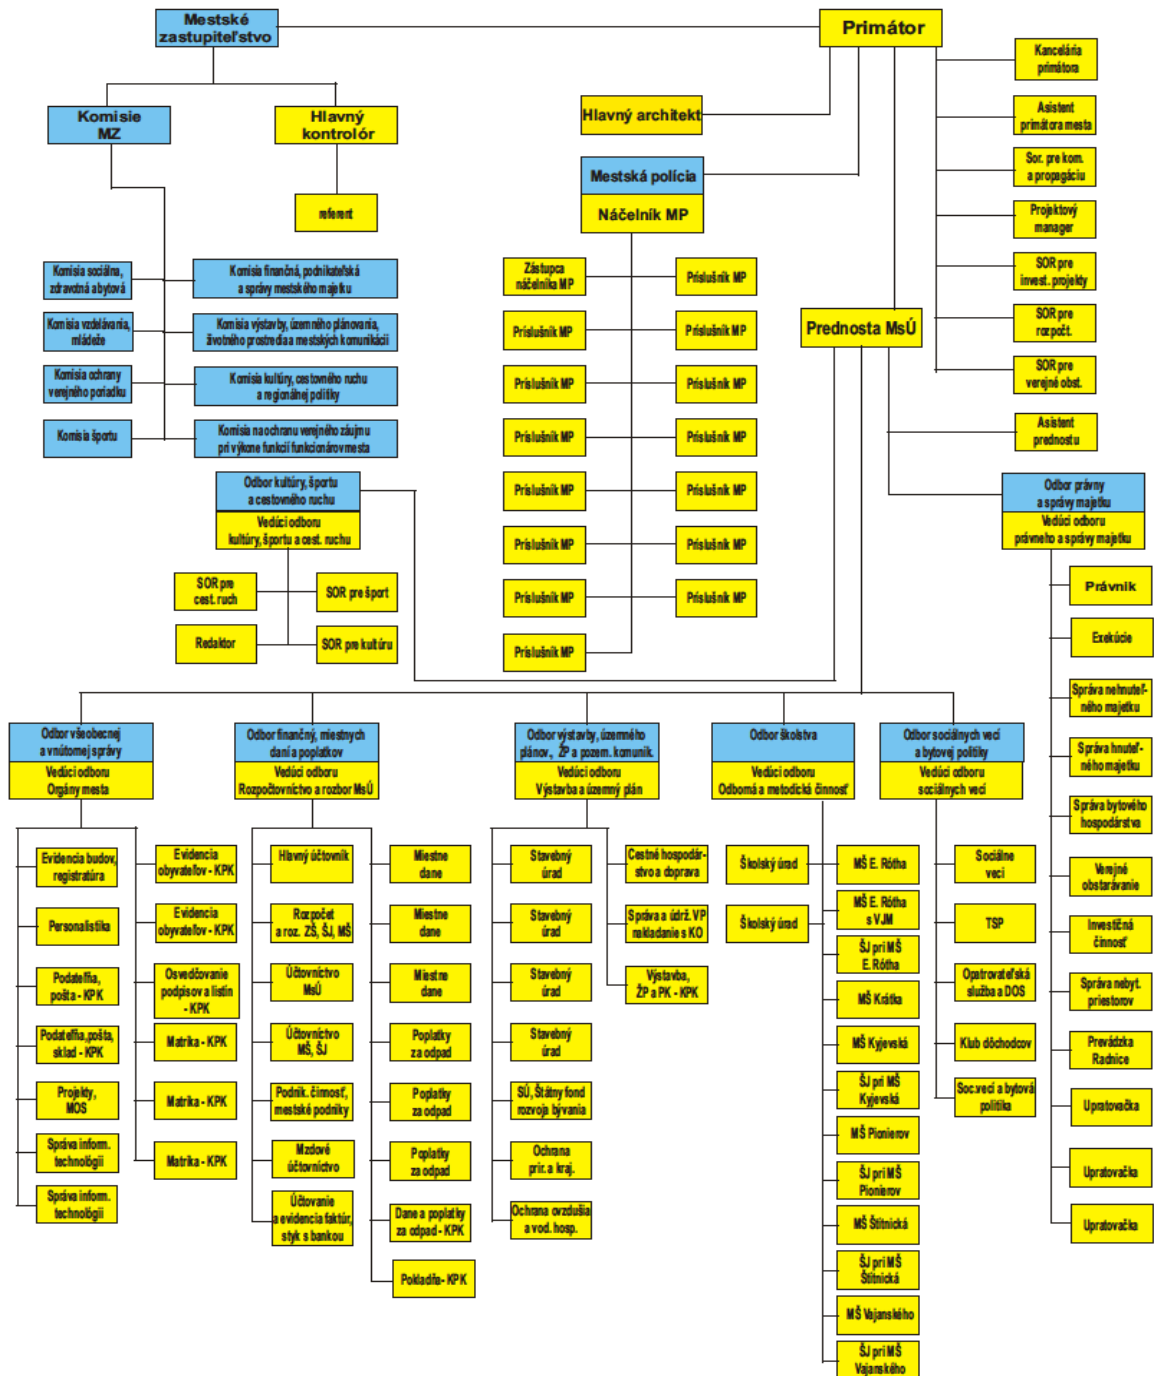 Mestské
zastupiteľstvo
Primátor
Kancelária
primátora
Asistent
primátora mesta
Sor. pre kom.
a propagáciu
Projektový
manager
SOR pre
invest. projekty
SOR pre
rozpočt.
SOR pre
verejné obst.
Asistent
prednostu
Komisie
MZ
Hlavný
kontrolór
referent
Hlavný architekt
Mestská polícia
Náčelník MP
Komisia sociálna,
zdravotná a bytová
Komisia finančná, podnikateľská
a správy mestského majetku
Komisia vzdelávania,
mládeže
Komisia výstavby, územného plánovania,
životného prostredia a mestských komunikácií
Komisia ochrany
verejného poriadku
Komisia kultúry, cestovného ruchu
a regionálnej politiky
Komisia športu
Komisia na ochranu verejného záujmu
pri výkone funkcií funkcionárov mesta
Zástupca
náčelníka MP
Príslušník MP
Príslušník MP
Príslušník MP
Príslušník MP
Príslušník MP
Príslušník MP
Príslušník MP
Príslušník MP
Príslušník MP
Príslušník MP
Príslušník MP
Príslušník MP
Príslušník MP
Príslušník MP
Prednosta MsÚ
Odbor kultúry, športu
a cestovného ruchu
Vedúci odboru
kultúry, športu a cest. ruchu
SOR pre
cest. ruch
SOR pre šport
Redaktor
SOR pre kultúru
Odbor právny
a správy majetku
Vedúci odboru
právneho a správy majetku
Právnik
Exekúcie
Správa nehnuteľ-
ného majetku
Správa hnuteľ-
ného majetku
Správa bytového
hospodárstva
Verejné
obstarávanie
Investičná
činnosť
Správa nebyt.
priestorov
Prevádzka
Radnice
Upratovačka
Upratovačka
Upratovačka
Odbor všeobecnej
a vnútornej správy
Vedúci odboru
Orgány mesta
Evidencia budov,
registratúra
Personalistika
Podateľňa,
pošta - KPK
Podateľňa,pošta,
sklad - KPK
Projekty,
MOS
Správa inform.
technológií
Správa inform.
technológií
Evidencia
obyvateľov - KPK
Evidencia
obyvateľov - KPK
Osvedčovanie
podpisov a listín
- KPK
Matrika - KPK
Matrika - KPK
Matrika - KPK
Odbor finančný, miestnych
daní a poplatkov
Vedúci odboru
Rozpočtovníctvo a rozbor MsÚ
Hlavný účtovník
Rozpočet
a roz. ZŠ, ŠJ, MŠ
Účtovníctvo
MsÚ
Účtovníctvo
MŠ, ŠJ
Podnik. činnosť,
mestské podniky
Mzdové
účtovníctvo
Účtovanie
a evidencia faktúr,
styk s bankou
Miestne
dane
Miestne
dane
Miestne
dane
Poplatky
za odpad
Poplatky
za odpad
Poplatky
za odpad
Dane a poplatky
za odpad - KPK
Pokladňa- KPK
Odbor výstavby, územného
plánov., ŽP a pozem. komunik.
Vedúci odboru
Výstavba a územný plán
Stavebný
úrad
Stavebný
úrad
Stavebný
úrad
Stavebný
úrad
SÚ, Štátny fond
rozvoja bývania
Ochrana
prír. a kraj.
Ochrana ovzdušia
a vod. hosp.
Cestné hospodár-
stvo a doprava
Správa a údrž. VP
nakladanie s KO
Výstavba,
ŽP a PK - KPK
Odbor školstva
Vedúci odboru
Odborná a metodická činnosť
Školský úrad
Školský úrad
MŠ E. Rótha
MŠ E. Rótha
s VJM
ŠJ pri MŠ
E. Rótha
MŠ Krátka
MŠ Kyjevská
ŠJ pri MŠ
Kyjevská
MŠ Pionierov
ŠJ pri MŠ
Pionierov
MŠ Štítnická
ŠJ pri MŠ
Štítnická
MŠ Vajanského
ŠJ pri MŠ
Vajanského
Odbor sociálnych vecí
a bytovej politiky
Vedúci odboru
sociálnych vecí
Sociálne
veci
TSP
Opatrovateľská
služba a DOS
Klub dôchodcov
Soc.veci a bytová
politika